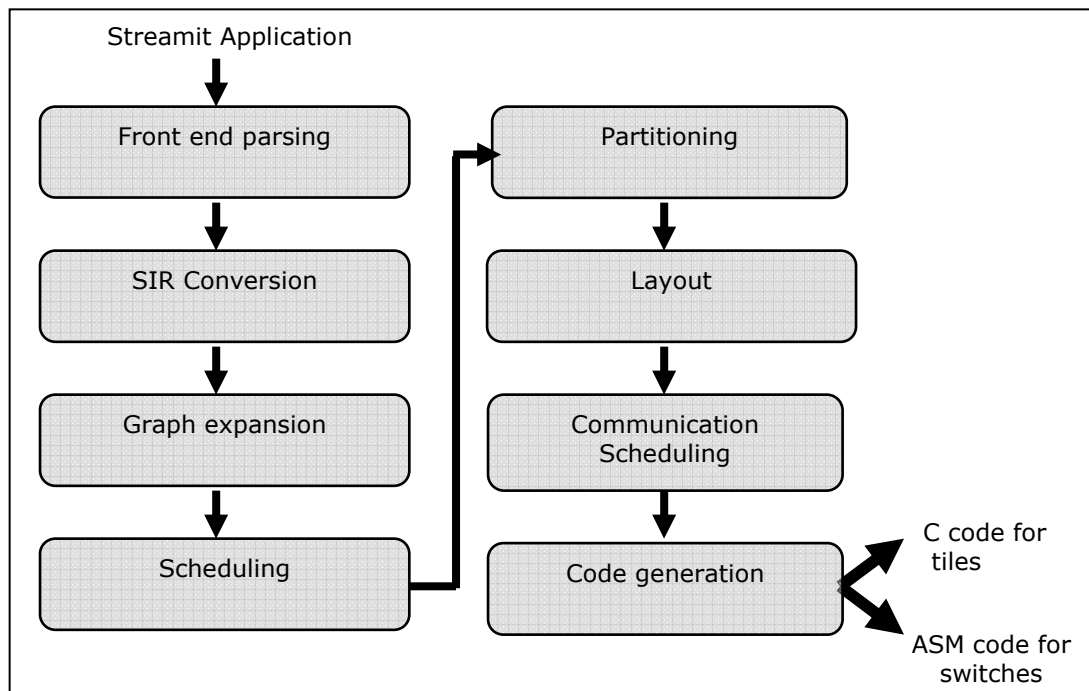 Streamit Application
Front end parsing
SIR Conversion
Graph expansion
Scheduling
Partitioning
Layout
Communication
Scheduling
Code generation
C code for
tiles
ASM code for
switches